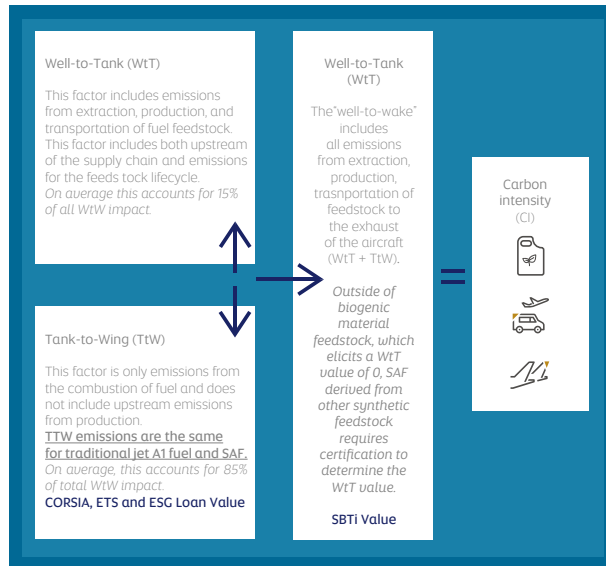 Well-to-Tank (WtT)
This factor includes emissions
from extraction, production, and
transportation of fuel feedstock.
This factor includes both upstream
of the supply chain and emissions
for the feeds tock lifecycle.
On average this accounts for 15%
of all WtW impact.
Tank-to-Wing (TtW)
This factor is only emissions from
the combustion of fuel and does
not include upstream emissions
from production.
TTW emissions are the same
for traditional jet A1 fuel and SAF.
On average, this accounts for 85%
of total WtW impact.
CORSIA, ETS and ESG Loan Value
Well-to-Tank
(WtT)
The"well-to-wake"
includes
all emissions
from extraction,
production,
trasnportation of
feedstock to
the exhaust
of the aircraft
(WtT + TtW).
Outside of
biogenic
material
feedstock, which
elicits a WtT
value of 0, SAF
derived from
other synthetic
feedstock
requires
certification to
determine the
WtT value.
SBTi Value
=
Carbon
intensity
(CI)